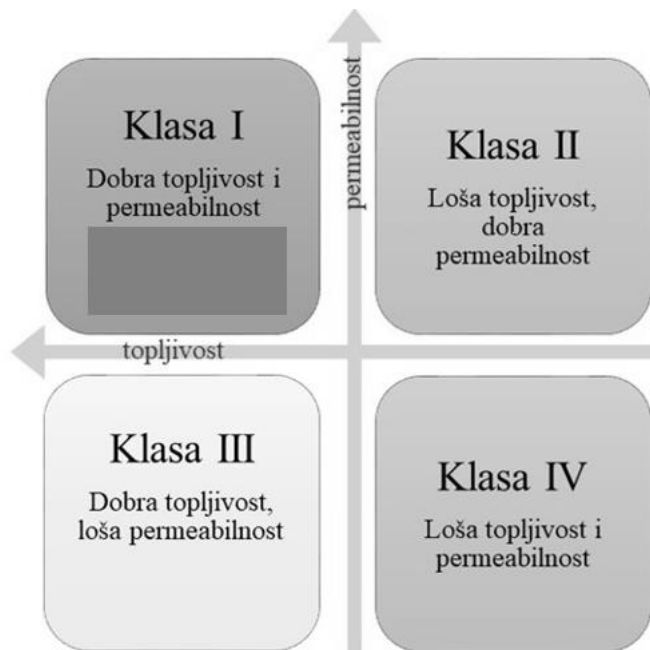 Klasa I
Dobra topljivost i
permeabilnost
permeabilnost
Klasa II
Loša topljivost,
dobra
permeabilnost
topljivost
Klasa III
Dobra topljivost,
loša permeabilnost
Klasa IV
Loša topljivost i
permeabilnost